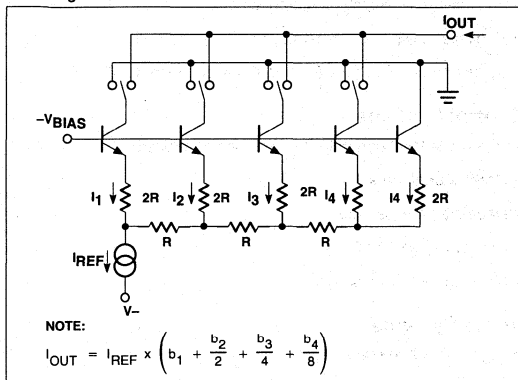 IOUT
-VBIAS
I1 2R I2 2R I3 2R I4 2R I4 2R
R R R
IREF
V-
NOTE:
IOUT = IREF x ( b1 + b2/2 + b3/4 + b4/8 )